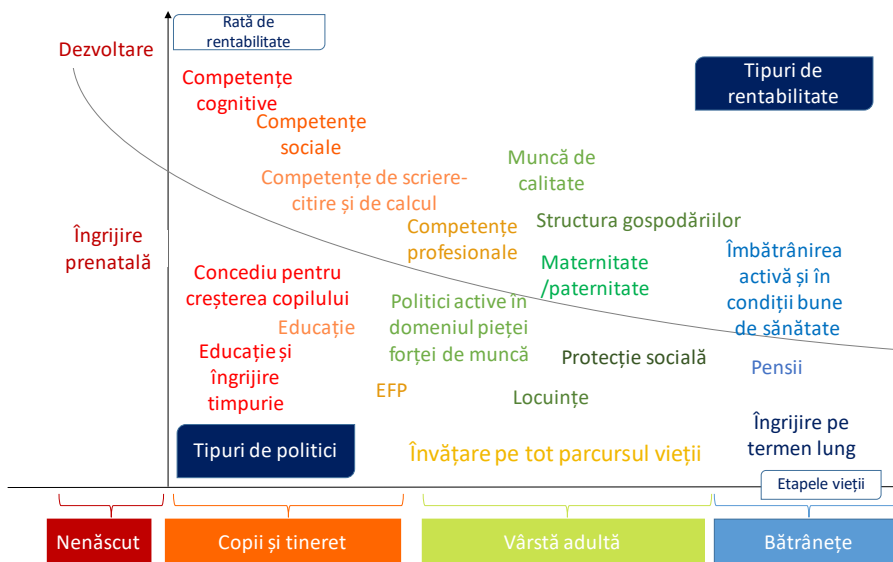 Rată de
rentabilitate
Dezvoltare
Tipuri de
rentabilitate
Competențe
cognitive
Competențe
sociale
Muncă de
calitate
Competențe de scriere-
citire și de calcul
Competențe
profesionale
Structura gospodăriilor
Îngrijire
prenatală
Maternitate
/paternitate
Îmbătrânirea
activă și în
condiții bune
de sănătate
Concediu pentru
creșterea copilului
Politici active în
domeniul pieței
forței de muncă
Educație
Educație și
îngrijire
timpurie
Protecție socială
Pensii
EFP
Locuințe
Tipuri de politici
Învățare pe tot parcursul vieții
Îngrijire pe
termen lung
Etapele vieții
Nenăscut
Copii și tineret
Vârstă adultă
Bătrânețe